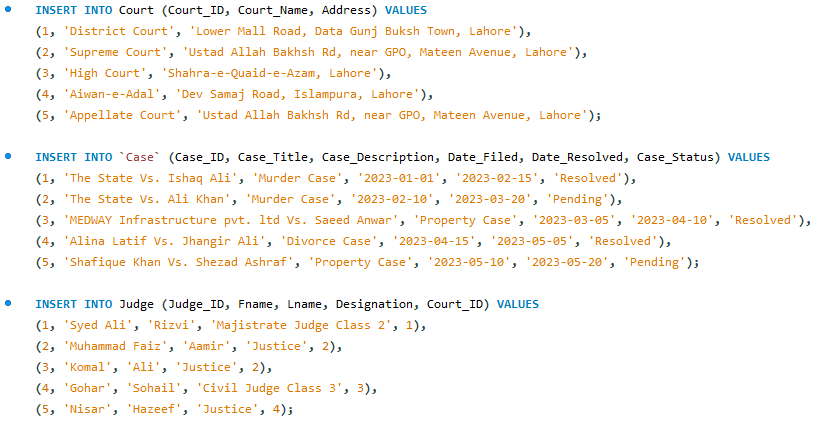 INSERT INTO Court (Court_ID, Court_Name, Address) VALUES
(1, 'District Court', 'Lower Mall Road, Data Gunj Buksh Town, Lahore'),
(2, 'Supreme Court', 'Ustad Allah Bakhsh Rd, near GPO, Mateen Avenue, Lahore'),
(3, 'High Court', 'Shahra-e-Quaid-e-Azam, Lahore'),
(4, 'Aiwan-e-Adal', 'Dev Samaj Road, Islampura, Lahore'),
(5, 'Appellate Court', 'Ustad Allah Bakhsh Rd, near GPO, Mateen Avenue, Lahore');
INSERT INTO `Case` (Case_ID, Case_Title, Case_Description, Date_Filed, Date_Resolved, Case_Status) VALUES
(1, 'The State Vs. Ishaq Ali', 'Murder Case', '2023-01-01', '2023-02-15', 'Resolved'),
(2, 'The State Vs. Ali Khan', 'Murder Case', '2023-02-10', '2023-03-20', 'Pending'),
(3, 'MEDWAY Infrastructure pvt. ltd Vs. Saeed Anwar', 'Property Case', '2023-03-05', '2023-04-10', 'Resolved'),
(4, 'Alina Latif Vs. Jhangir Ali', 'Divorce Case', '2023-04-15', '2023-05-05', 'Resolved'),
(5, 'Shafique Khan Vs. Shezad Ashraf', 'Property Case', '2023-05-10', '2023-05-20', 'Pending');
INSERT INTO Judge (Judge_ID, Fname, Lname, Designation, Court_ID) VALUES
(1, 'Syed Ali', 'Rizvi', 'Majistrate Judge Class 2', 1),
(2, 'Muhammad Faiz', 'Aamir', 'Justice', 2),
(3, 'Komal', 'Ali', 'Justice', 2),
(4, 'Gohar', 'Sohail', 'Civil Judge Class 3', 3),
(5, 'Nisar', 'Hazeef', 'Justice', 4);